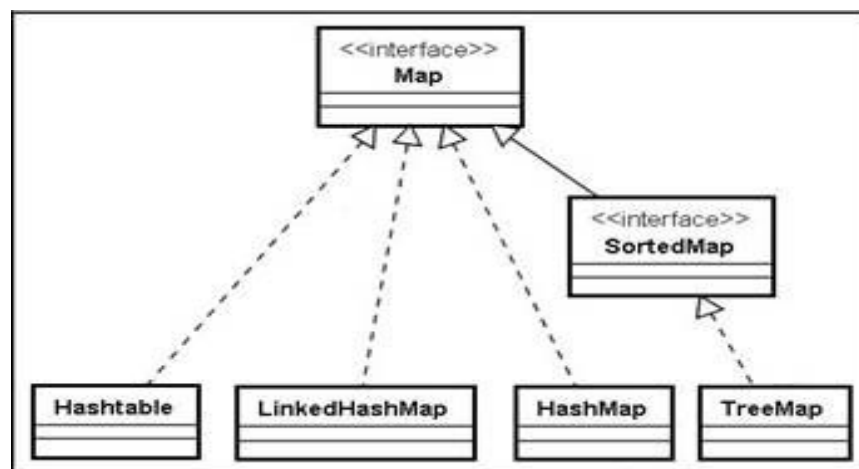 <<interface>>
Map
<<interface>>
SortedMap
Hashtable
LinkedHashMap
HashMap
TreeMap